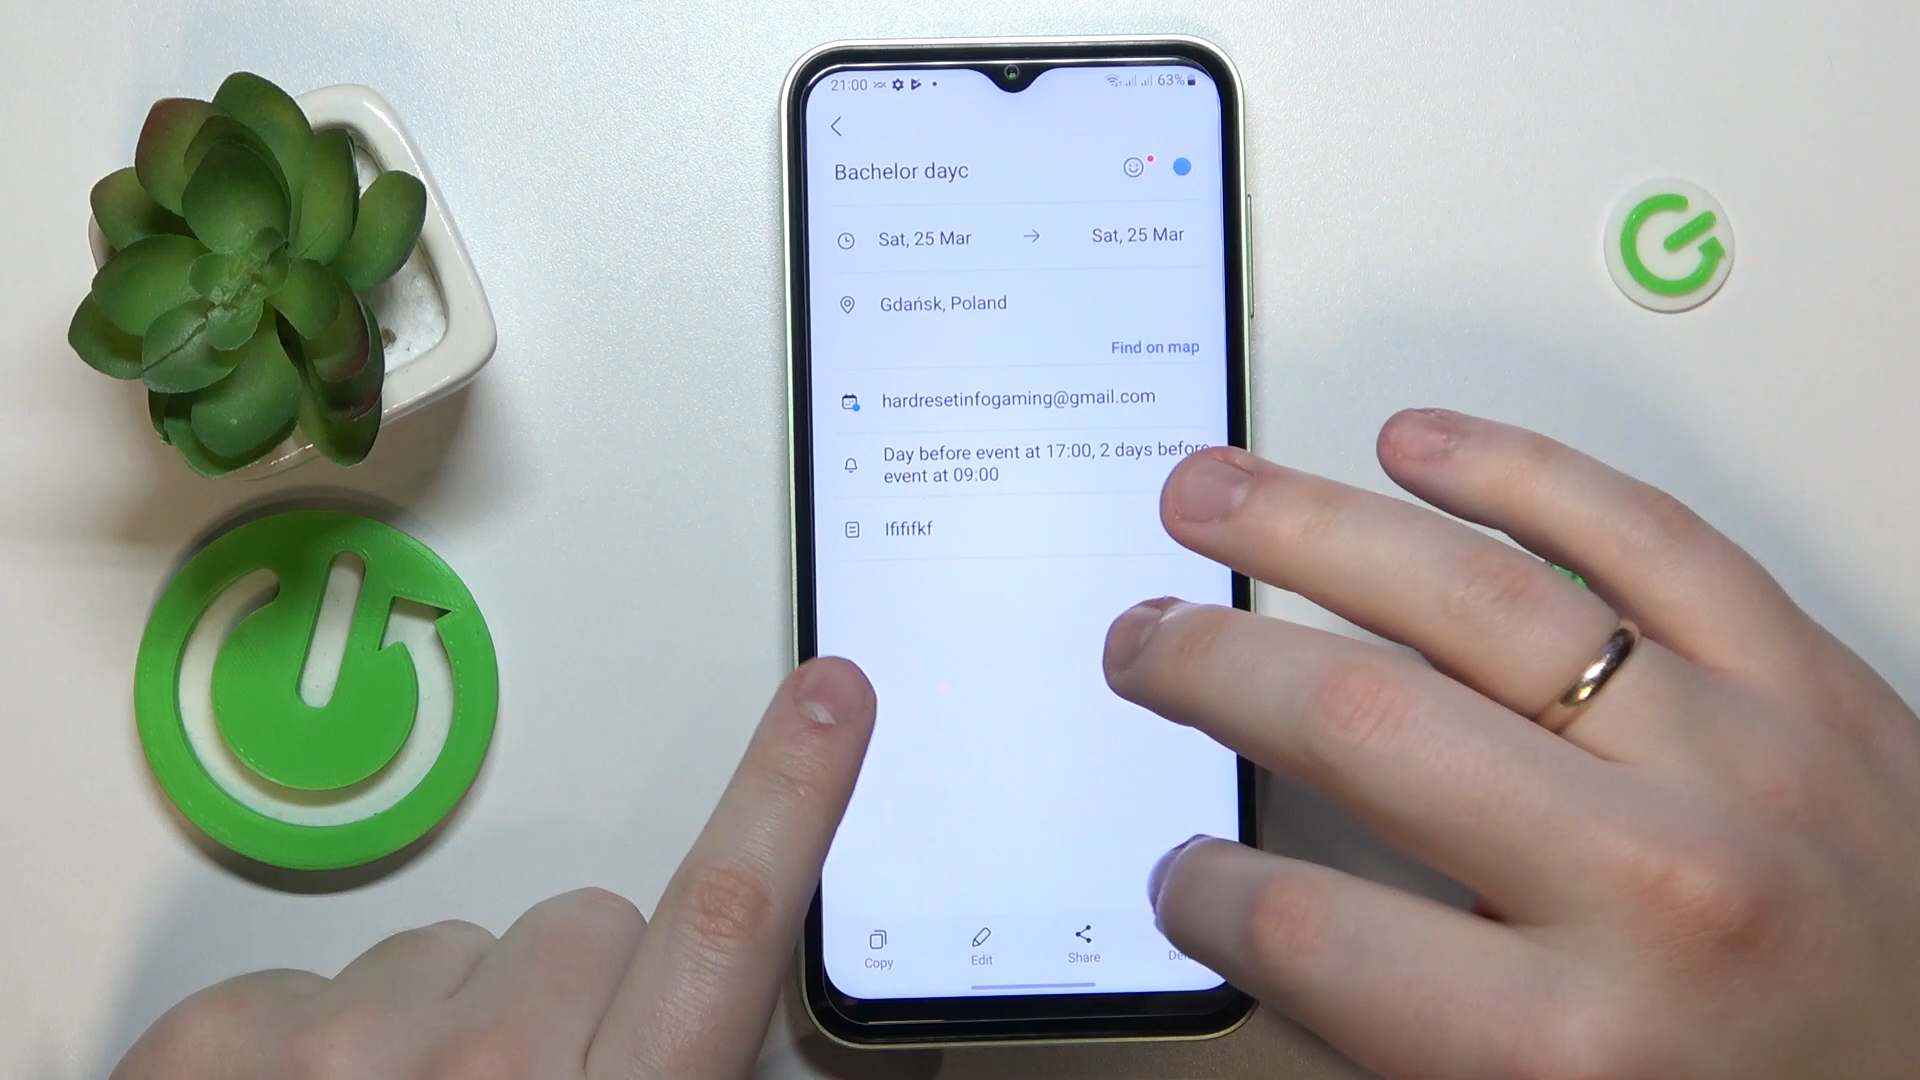 21:00 63%
Bachelor dayc
Sat, 25 Mar → Sat, 25 Mar
Gdańsk, Poland
Find on map
hardresetinfogaming@gmail.com
Day before event at 17:00, 2 days before
event at 09:00
Ifififkf
Copy Edit Share